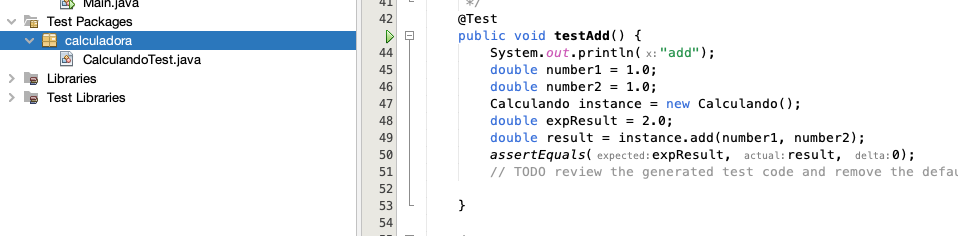 Main.java
Test Packages
calculadora
CalculandoTest.java
Libraries
Test Libraries
41 */
42 @Test
public void testAdd() {
44 System.out.println(x:"add");
45 double number1 = 1.0;
46 double number2 = 1.0;
47 Calculando instance = new Calculando();
48 double expResult = 2.0;
49 double result = instance.add(number1, number2);
50 assertEquals(expected:expResult, actual:result, delta:0);
51 // TODO review the generated test code and remove the defau
52
53 }
54